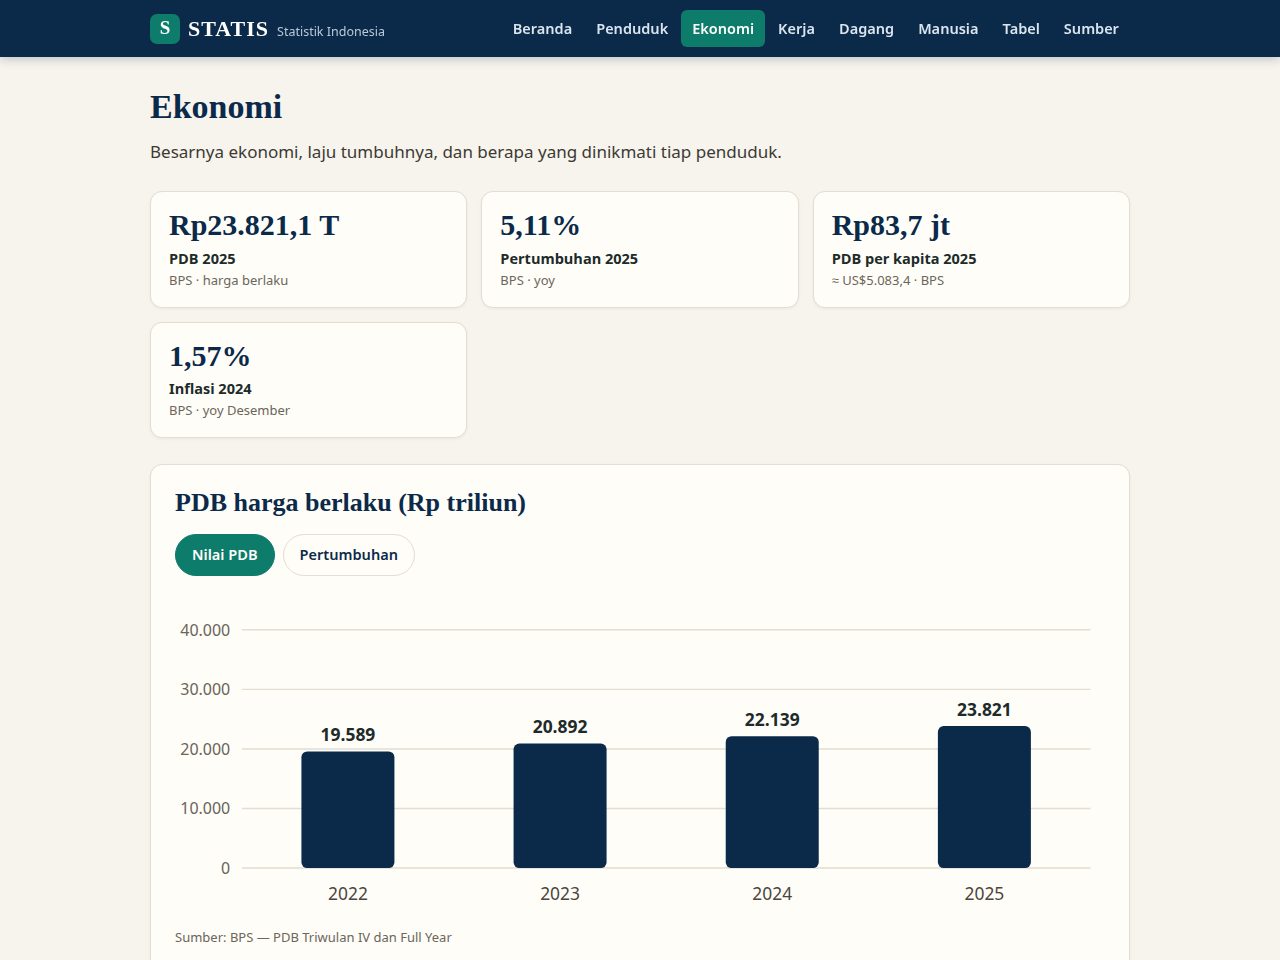 S STATIS Statistik Indonesia
Beranda Penduduk Ekonomi Kerja Dagang Manusia Tabel Sumber
Ekonomi
Besarnya ekonomi, laju tumbuhnya, dan berapa yang dinikmati tiap penduduk.
Rp23.821,1 T
PDB 2025
BPS · harga berlaku
5,11%
Pertumbuhan 2025
BPS · yoy
Rp83,7 jt
PDB per kapita 2025
≈ US$5.083,4 · BPS
1,57%
Inflasi 2024
BPS · yoy Desember
PDB harga berlaku (Rp triliun)
Nilai PDB Pertumbuhan
40.000
30.000
20.000
10.000
0
19.589
20.892
22.139
23.821
2022 2023 2024 2025
Sumber: BPS — PDB Triwulan IV dan Full Year